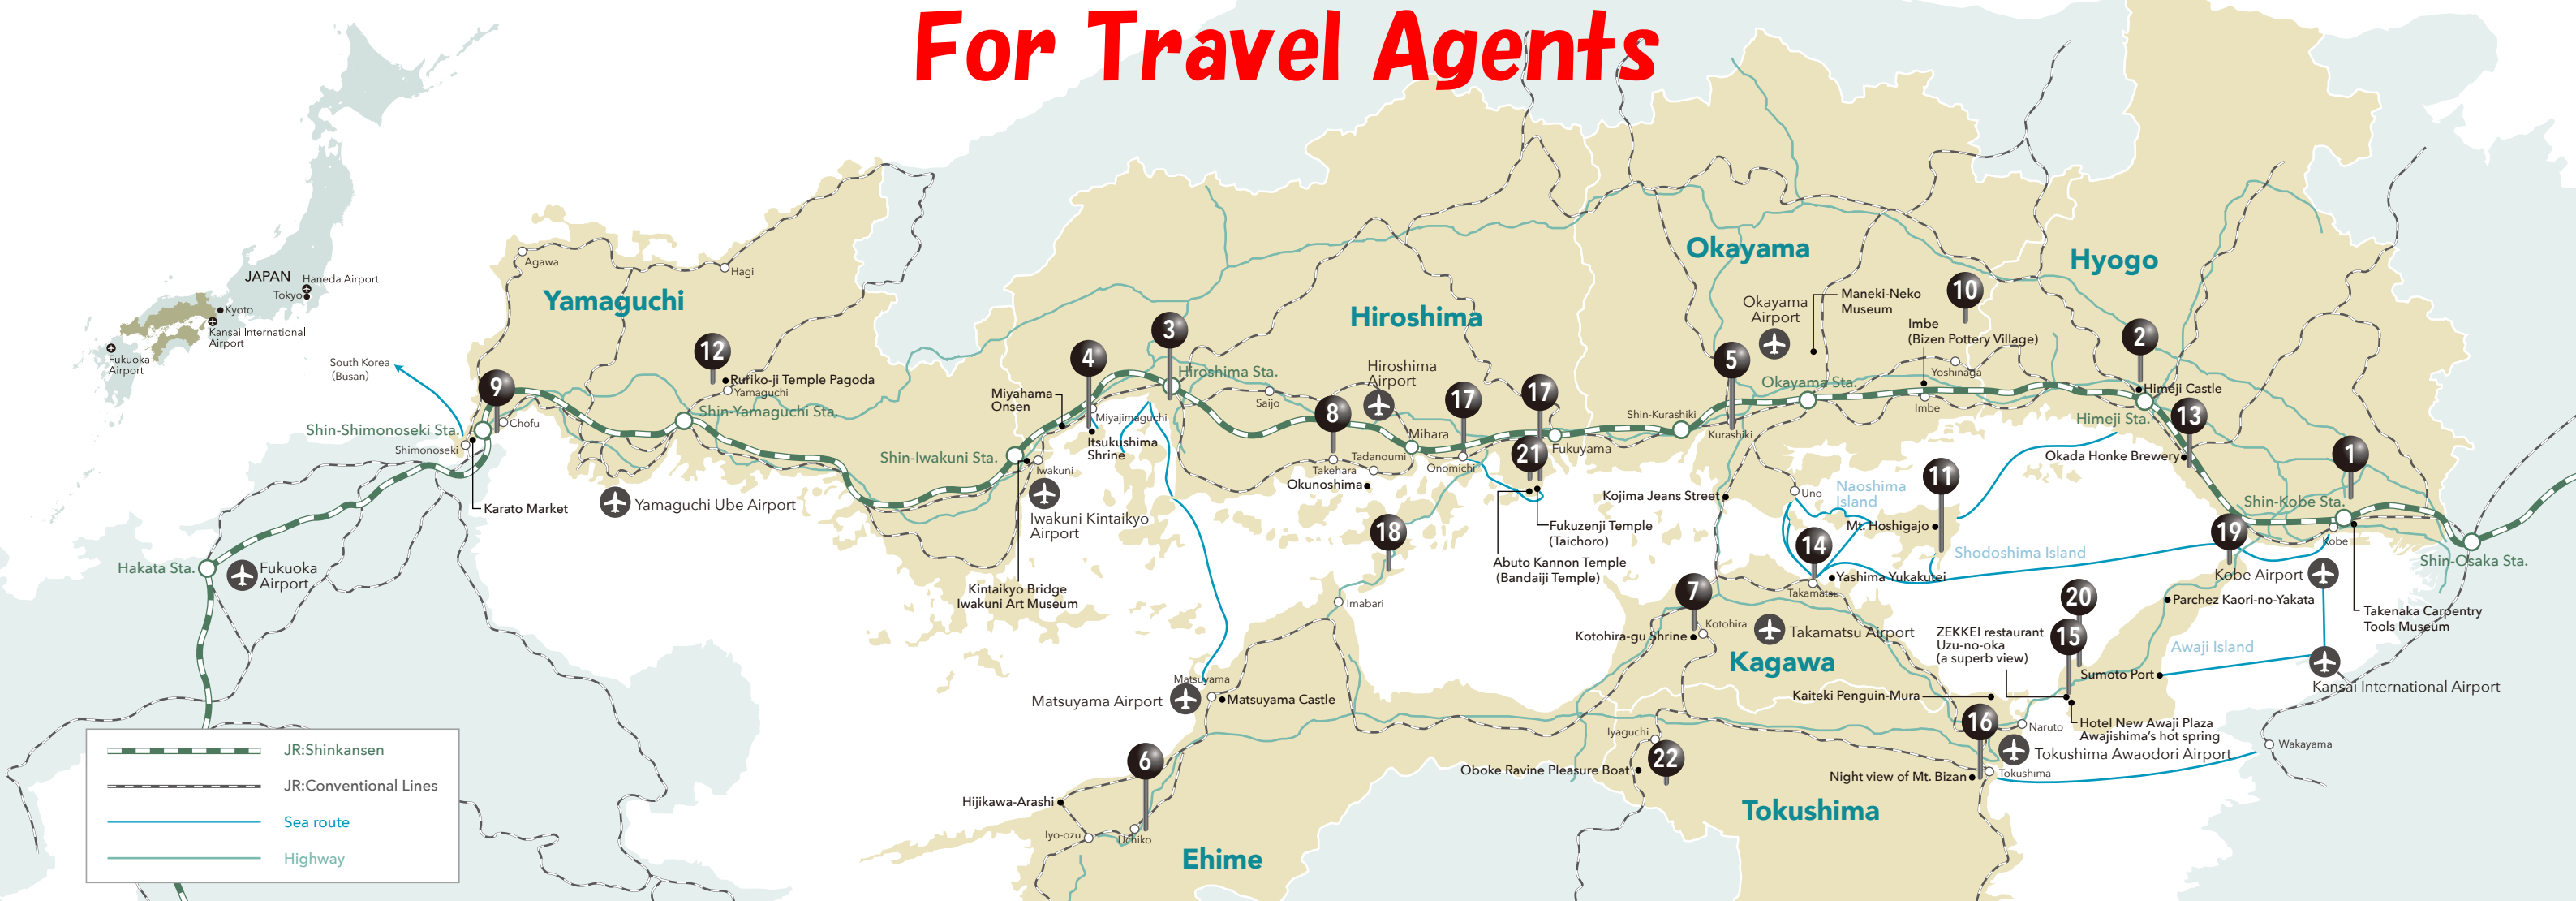 For Travel Agents
JAPAN
Haneda Airport
Tokyo
Kyoto
Kansai International
Airport
Fukuoka
Airport
South Korea
(Busan)
Yamaguchi
Agawa
Hagi
12
Ruriko-ji Temple Pagoda
Yamaguchi
9
Chofu
Shin-Shimonoseki Sta.
Shimonoseki
Karato Market
Shin-Yamaguchi Sta.
Yamaguchi Ube Airport
Hakata Sta.
Fukuoka
Airport
Hiroshima
3
4
Hiroshima Sta.
Miyahama
Onsen
Miyajimaguchi
Itsukushima
Shrine
Shin-Iwakuni Sta.
Iwakuni
Iwakuni Kintaikyo
Airport
Kintaikyo Bridge
Iwakuni Art Museum
Saijo
Hiroshima
Airport
8
17
17
Mihara
Takehara
Tadanoumi
Okunoshima
Onomichi
21
Fukuyama
Fukuzenji Temple
(Taichoro)
Abuto Kannon Temple
(Bandaiji Temple)
18
Imabari
Okayama
Okayama
Airport
Maneki-Neko
Museum
10
Imbe
(Bizen Pottery Village)
5
Okayama Sta.
Yoshinaga
Imbe
Shin-Kurashiki
Kurashiki
Kojima Jeans Street
Uno
Naoshima
Island
11
Mt. Hoshigajo
Shodoshima Island
14
Yashima Yukakutei
Takamatsu
Hyogo
2
Himeji Castle
Himeji Sta.
13
Okada Honke Brewery
1
Shin-Kobe Sta.
19
Kobe
Kobe Airport
Shin-Osaka Sta.
Takenaka Carpentry
Tools Museum
Parchez Kaori-no-Yakata
20
15
ZEKKEI restaurant
Uzu-no-oka
(a superb view)
Awaji Island
Sumoto Port
Kansai International Airport
7
Kotohira
Kotohira-gu Shrine
Takamatsu Airport
Kagawa
Kaiteki Penguin-Mura
16
Naruto
Hotel New Awaji Plaza
Awajishima's hot spring
Tokushima Awaodori Airport
Wakayama
Night view of Mt. Bizan
Tokushima
Iyaguchi
22
Oboke Ravine Pleasure Boat
Tokushima
Matsuyama
Matsuyama Airport
Matsuyama Castle
6
Hijikawa-Arashi
Iyo-ozu
Uchiko
Ehime
JR:Shinkansen
JR:Conventional Lines
Sea route
Highway